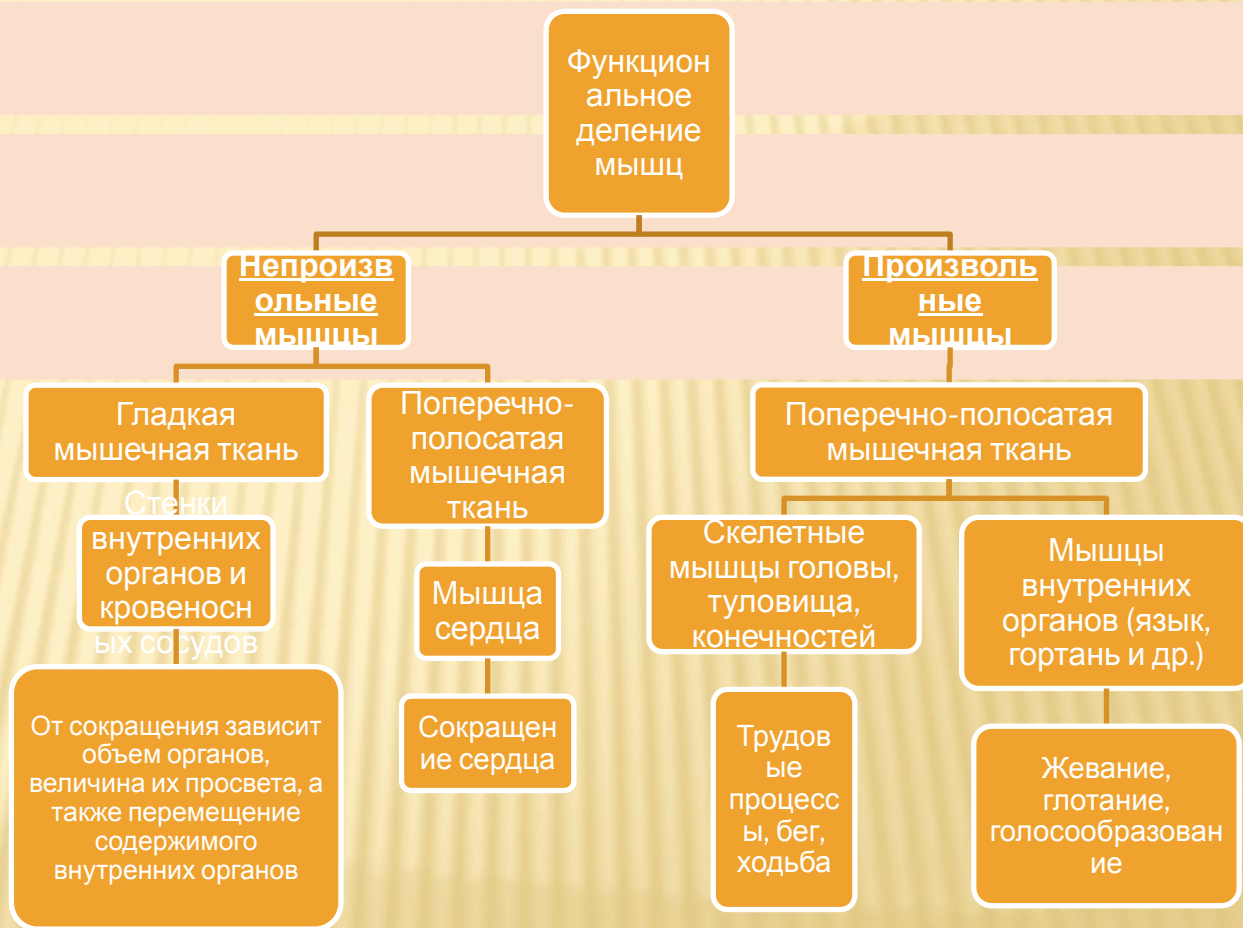 Функцион
альное
деление
мышц
Непроизв
ольные
мышцы
Произволь
ные
мышцы
Гладкая
мышечная ткань
Поперечно-
полосатая
мышечная
ткань
Поперечно-полосатая
мышечная ткань
Стенки
внутренних
органов и
кровеносн
ых сосудов
Мышца
сердца
Скелетные
мышцы головы,
туловища,
конечностей
Мышцы
внутренних
органов (язык,
гортань и др.)
От сокращения зависит
объем органов,
величина их просвета, а
также перемещение
содержимого
внутренних органов
Сокращен
ие сердца
Трудов
ые
процесс
ы, бег,
ходьба
Жевание,
глотание,
голосообразован
ие